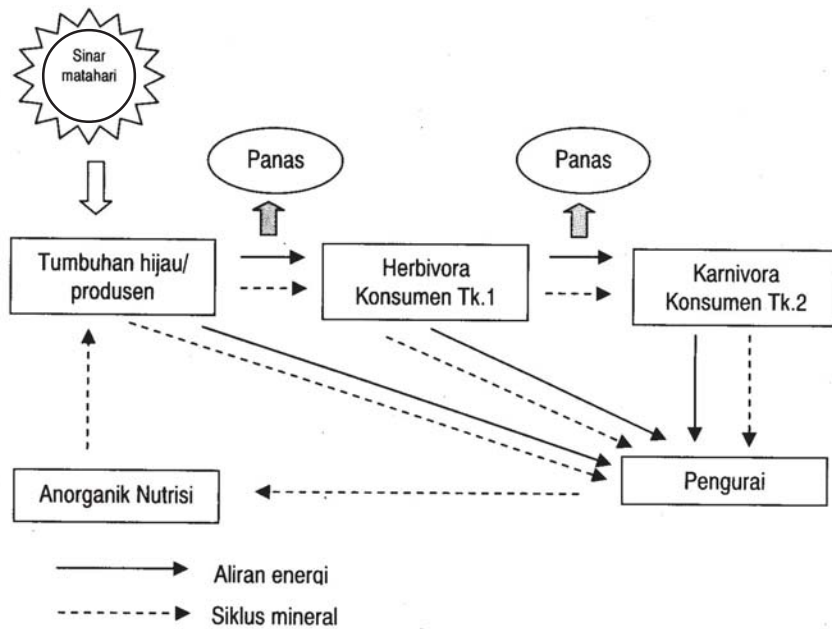 Sinar
matahari
Panas
Panas
Tumbuhan hijau/
produsen
Herbivora
Konsumen Tk.1
Karnivora
Konsumen Tk.2
Anorganik Nutrisi
Pengurai
Aliran energi
Siklus mineral